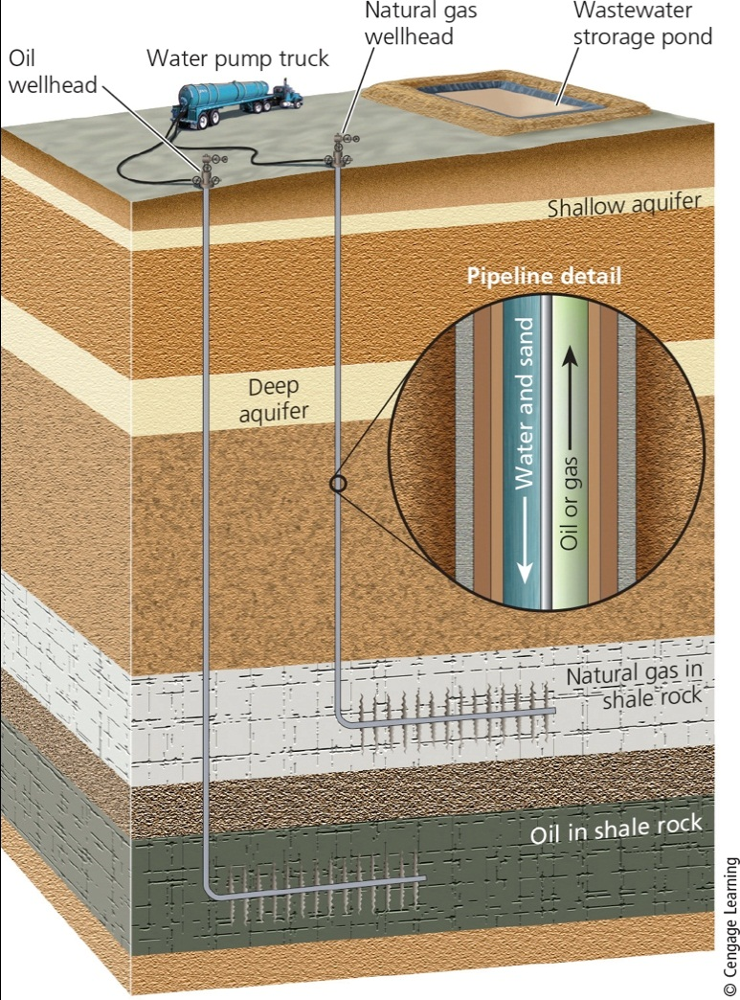 Natural gas
wellhead
Wastewater
strorage pond
Oil
wellhead
Water pump truck
Shallow aquifer
Pipeline detail
Water and sand
Oil or gas
Deep
aquifer
Natural gas in
shale rock
Oil in shale rock
© Cengage Learning